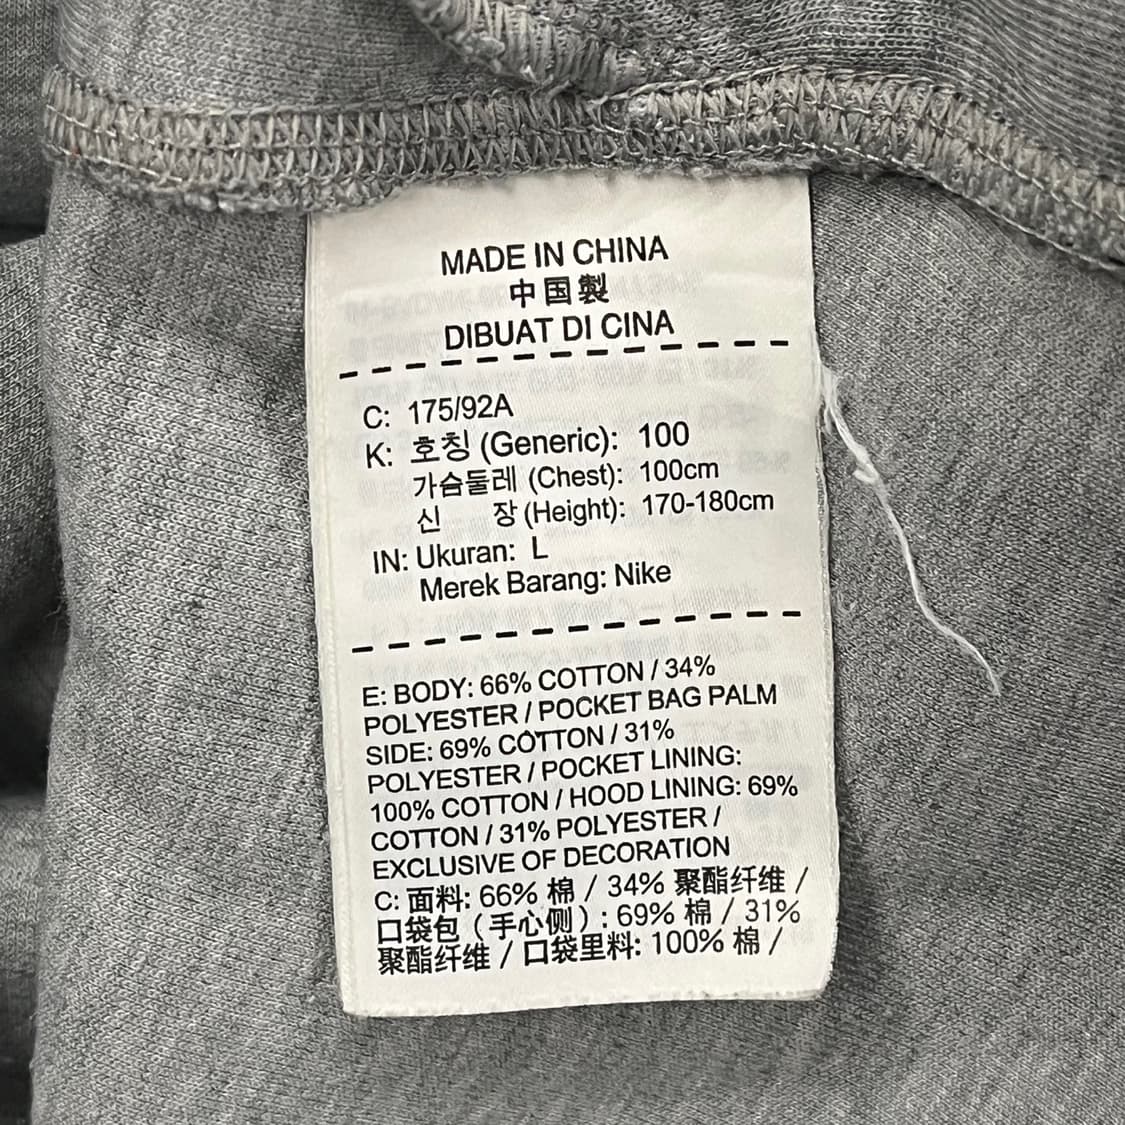 MADE IN CHINA
中国製
DIBUAT DI CINA
C: 175/92A
K: 호칭 (Generic): 100
가슴둘레 (Chest): 100cm
신 장 (Height): 170-180cm
IN: Ukuran: L
Merek Barang: Nike
E: BODY: 66% COTTON / 34%
POLYESTER / POCKET BAG PALM
SIDE: 69% COTTON / 31%
POLYESTER / POCKET LINING:
100% COTTON / HOOD LINING: 69%
COTTON / 31% POLYESTER /
EXCLUSIVE OF DECORATION
C: 面料: 66% 棉 / 34% 聚酯纤维 /
口袋包（手心侧）: 69% 棉 / 31%
聚酯纤维 / 口袋里料: 100% 棉 /